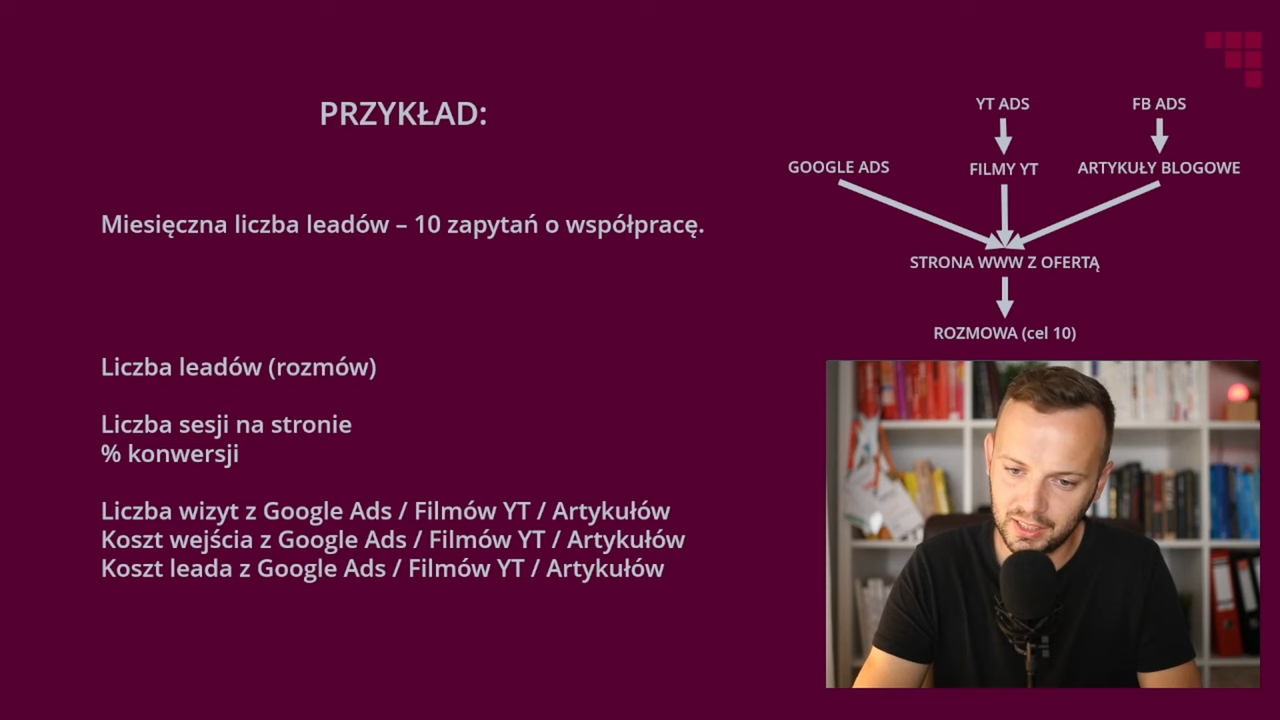 PRZYKŁAD:
Miesięczna liczba leadów – 10 zapytań o współpracę.
Liczba leadów (rozmów)
Liczba sesji na stronie
% konwersji
Liczba wizyt z Google Ads / Filmów YT / Artykułów
Koszt wejścia z Google Ads / Filmów YT / Artykułów
Koszt leada z Google Ads / Filmów YT / Artykułów
YT ADS
FB ADS
GOOGLE ADS
FILMY YT
ARTYKUŁY BLOGOWE
STRONA WWW Z OFERTĄ
ROZMOWA (cel 10)